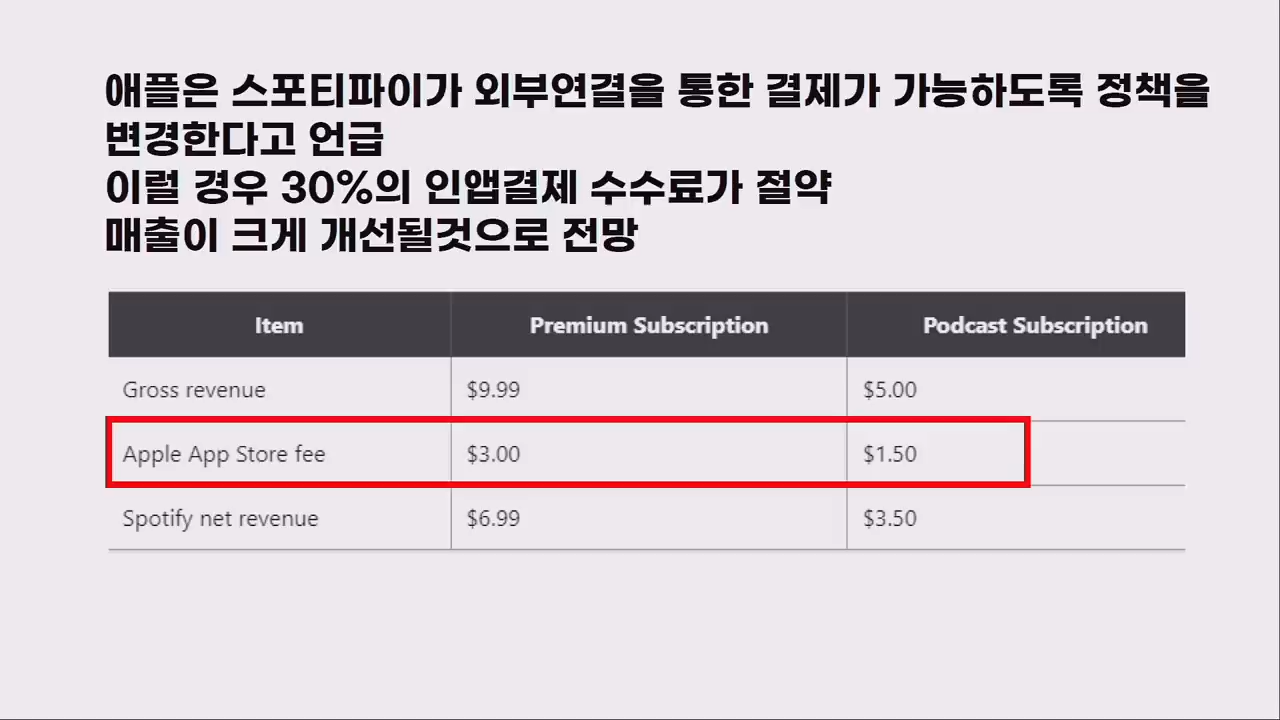 애플은 스포티파이가 외부연결을 통한 결제가 가능하도록 정책을
변경한다고 언급
이럴 경우 30%의 인앱결제 수수료가 절약
매출이 크게 개선될것으로 전망
Item Premium Subscription Podcast Subscription
Gross revenue $9.99 $5.00
Apple App Store fee $3.00 $1.50
Spotify net revenue $6.99 $3.50